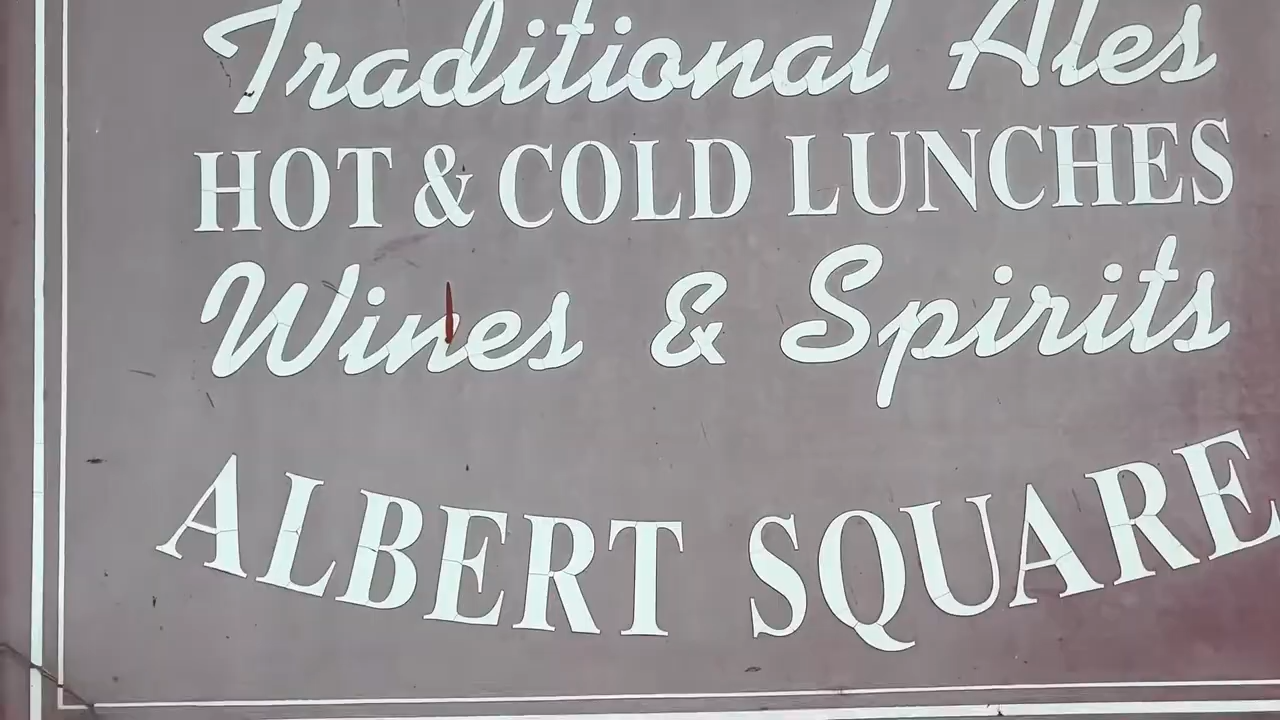 Traditional Ales
HOT & COLD LUNCHES
Wines & Spirits
ALBERT SQUARE